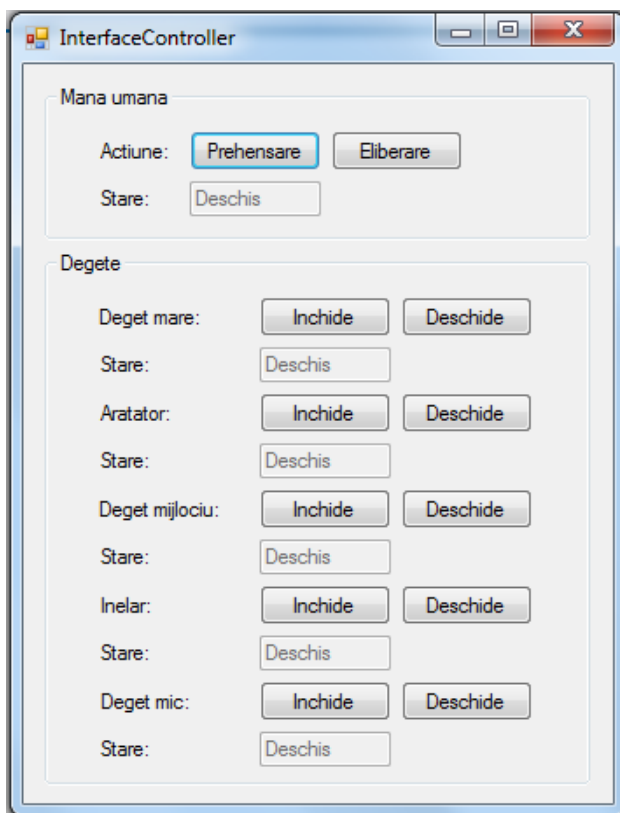 InterfaceController
Mana umana
Actiune: Prehensare Eliberare
Stare: Deschis
Degete
Deget mare: Inchide Deschide
Stare: Deschis
Aratator: Inchide Deschide
Stare: Deschis
Deget mijlociu: Inchide Deschide
Stare: Deschis
Inelar: Inchide Deschide
Stare: Deschis
Deget mic: Inchide Deschide
Stare: Deschis